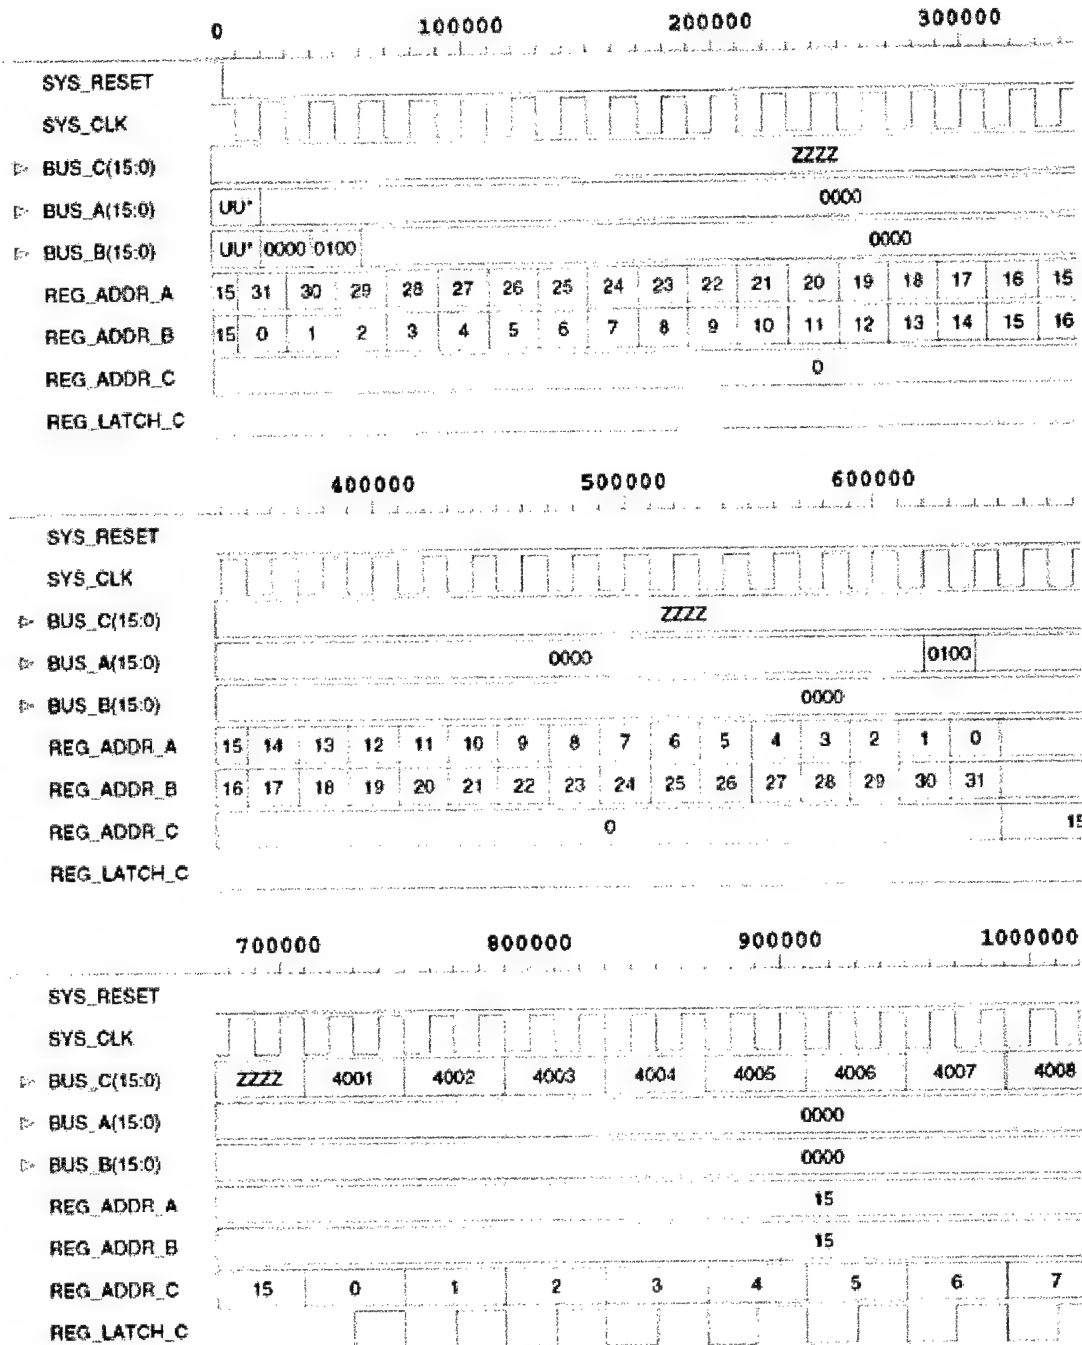 0 100000 200000 300000
SYS_RESET
SYS_CLK
BUS_C(15:0) ZZZZ
BUS_A(15:0) UU* 0000
BUS_B(15:0) UU* 0000 0100 0000
REG_ADDR_A 15 31 30 29 28 27 26 25 24 23 22 21 20 19 18 17 16 15
REG_ADDR_B 15 0 1 2 3 4 5 6 7 8 9 10 11 12 13 14 15 16
REG_ADDR_C 0
REG_LATCH_C
400000 500000 600000
SYS_RESET
SYS_CLK
BUS_C(15:0) ZZZZ
BUS_A(15:0) 0000 0100
BUS_B(15:0) 0000
REG_ADDR_A 15 14 13 12 11 10 9 8 7 6 5 4 3 2 1 0
REG_ADDR_B 16 17 18 19 20 21 22 23 24 25 26 27 28 29 30 31
REG_ADDR_C 0 15
REG_LATCH_C
700000 800000 900000 1000000
SYS_RESET
SYS_CLK
BUS_C(15:0) ZZZZ 4001 4002 4003 4004 4005 4006 4007 4008
BUS_A(15:0) 0000
BUS_B(15:0) 0000
REG_ADDR_A 15
REG_ADDR_B 15
REG_ADDR_C 15 0 1 2 3 4 5 6 7
REG_LATCH_C